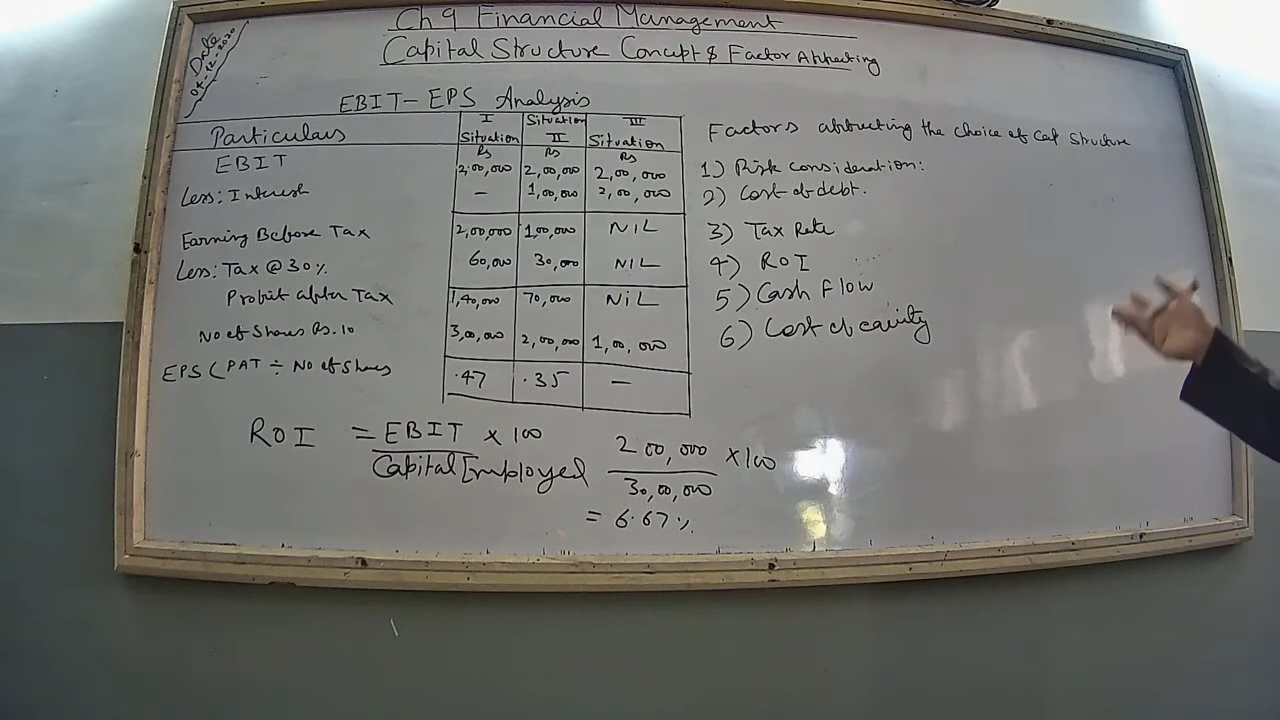 Ch 9 Financial Management
Capital Structure Concept & Factor Affecting
Date
04-12-2020
EBIT-EPS Analysis
Particulars I Situation Situation II III Situation
Rs Rs Rs
EBIT 2,00,000 2,00,000 2,00,000
Less: Interest — 1,00,000 2,00,000
Earning Before Tax 2,00,000 1,00,000 NIL
Less: Tax @ 30% 60,000 30,000 NIL
Profit after Tax 1,40,000 70,000 NiL
No of Shares Rs. 10 3,00,000 2,00,000 1,00,000
EPS (PAT ÷ No of Shares .47 .35 —
ROI = EBIT × 100
Capital Employed
200,000 × 100
30,00,000
= 6.67%
Factors affecting the choice of Cap Structure
1) Risk Consideration:
2) Cost of debt.
3) Tax Rate
4) ROI
5) Cash Flow
6) Cost of equity